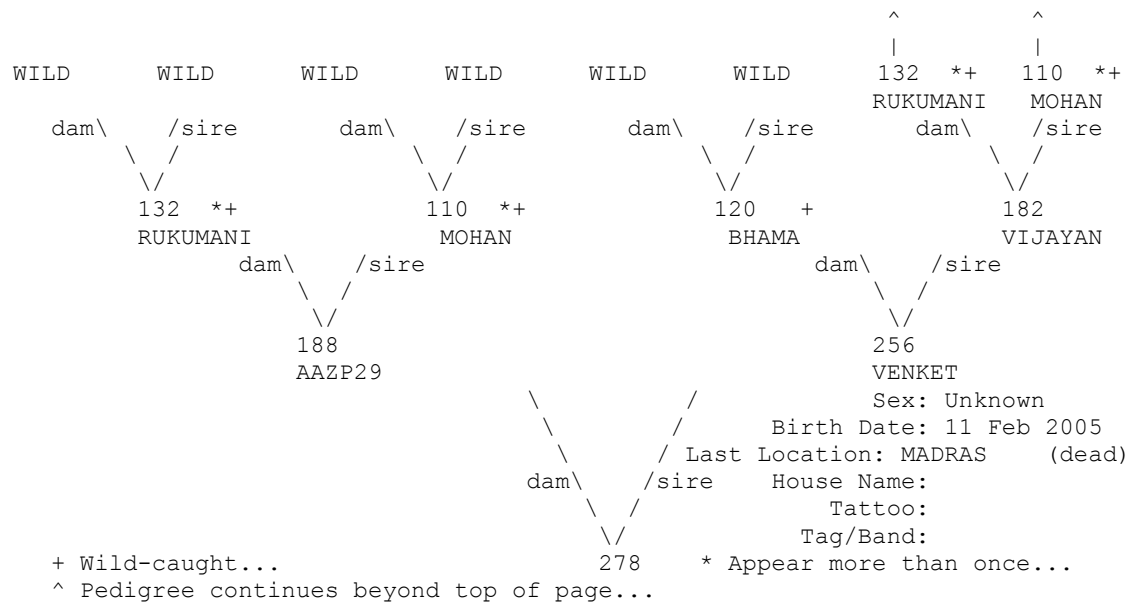 ^ ^
| |
WILD WILD WILD WILD WILD WILD 132 *+ 110 *+
RUKUMANI MOHAN
dam\ /sire dam\ /sire dam\ /sire dam\ /sire
\ / \ / \ / \ /
\/ \/ \/ \/
132 *+ 110 *+ 120 + 182
RUKUMANI MOHAN BHAMA VIJAYAN
dam\ /sire dam\ /sire
\ / \ /
\/ \/
188 256
AAZP29 VENKET
\ / Sex: Unknown
\ / Birth Date: 11 Feb 2005
\ / Last Location: MADRAS (dead)
dam\ /sire House Name:
\ / Tattoo:
\/ Tag/Band:
+ Wild-caught... 278 * Appear more than once...
^ Pedigree continues beyond top of page...